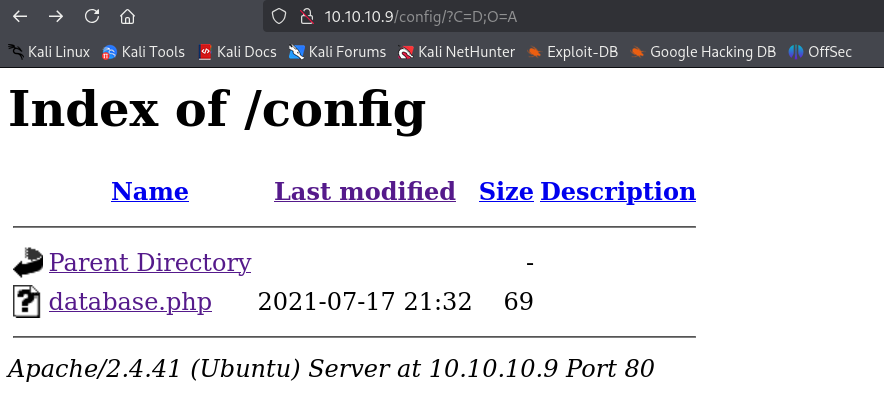 10.10.10.9/config/?C=D;O=A
Kali Linux Kali Tools Kali Docs Kali Forums Kali NetHunter Exploit-DB Google Hacking DB OffSec
Index of /config
Name Last modified Size Description
Parent Directory -
database.php 2021-07-17 21:32 69
Apache/2.4.41 (Ubuntu) Server at 10.10.10.9 Port 80